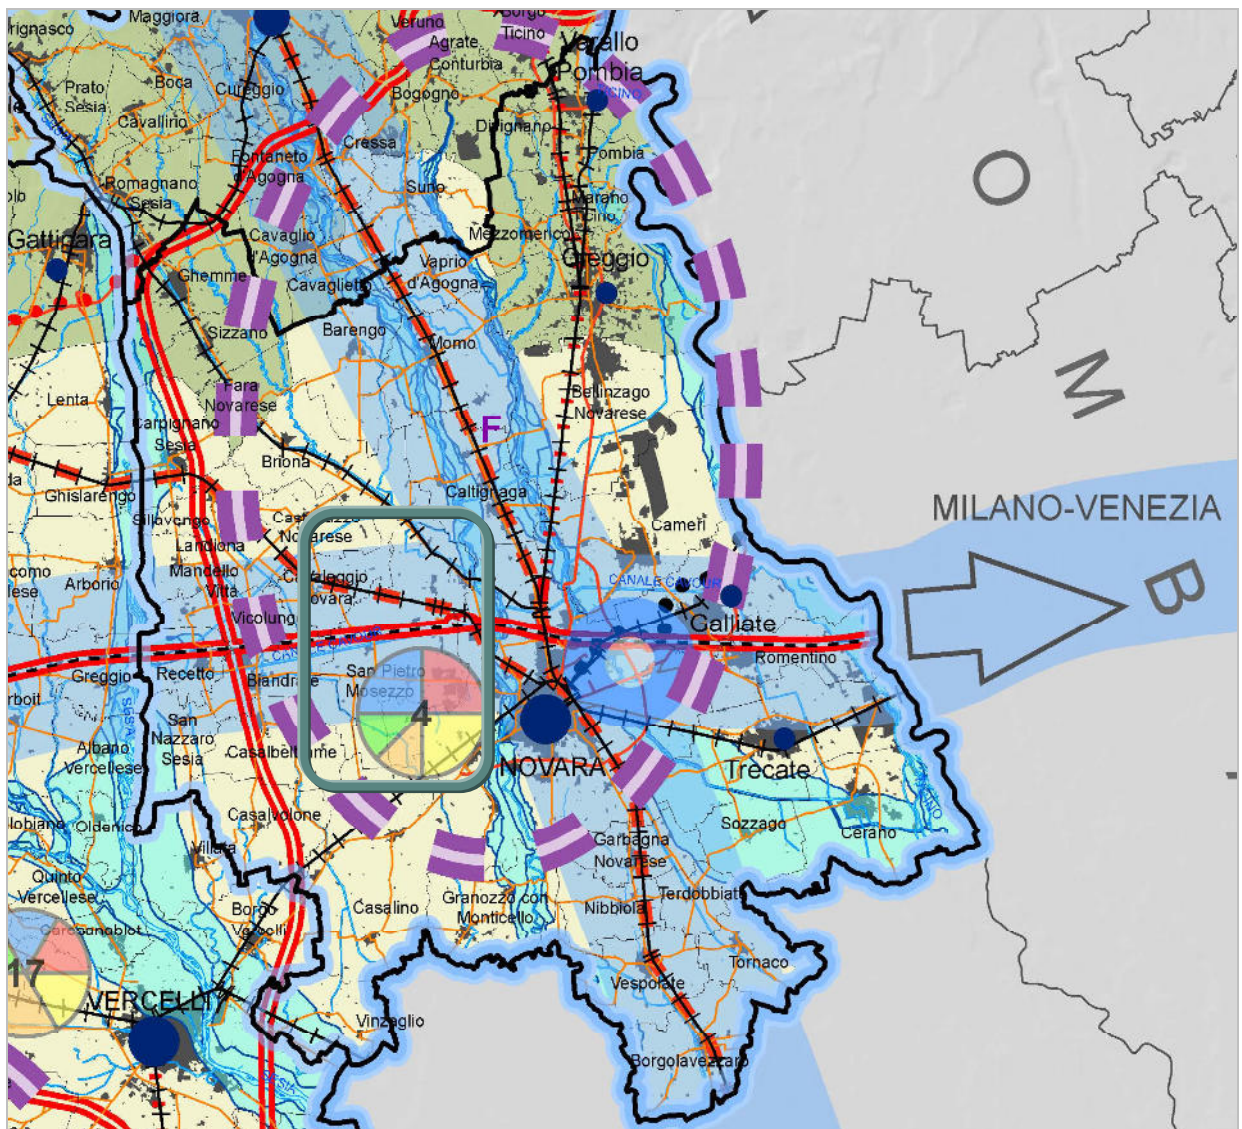 Maggiora
Veruno
Borgo
Ticino
Agrate
Conturbia
Varallo
Pombia
Prato
Sesia
Boca
Cureggio
Bogogno
Cavallirio
Divignano
Cressa
Pombia
Fontaneto
d'Agogna
Romagnano
Sesia
Suno
Marano
Ticino
O
Gattinara
Cavaglio
d'Agogna
Mezzomerico
Oleggio
Ghemme
Cavaglietto
Vaprio
d'Agogna
Sizzano
Barengo
Momo
M
Lenta
Fara
Novarese
Bellinzago
Novarese
Carpignano
Sesia
F
Briona
Ghislarengo
Caltignaga
MILANO-VENEZIA
Sillavengo
Novarese
Cameri
Landiona
Arborio
Mandello
Vitta
CANALE CAVOUR
B
Vicolungo
Galliate
Romentino
Greggio
Recetto
Biandrate
San Pietro
Mosezzo
4
San
Nazzaro
Sesia
Albano
Vercellese
Casalbeltrame
NOVARA
Trecate
TICINO
Casalvolone
Oldenico
Sozzago
Cerano
Garbagna
Novarese
Villata
Quinto
Vercellese
Borgo
Vercelli
Casalino
Granozzo con
Monticello
Nibbiola
Terdobbiate
17
VERCELLI
Tornaco
Vespolate
Vinzaglio
Borgolavezzaro
SESIA